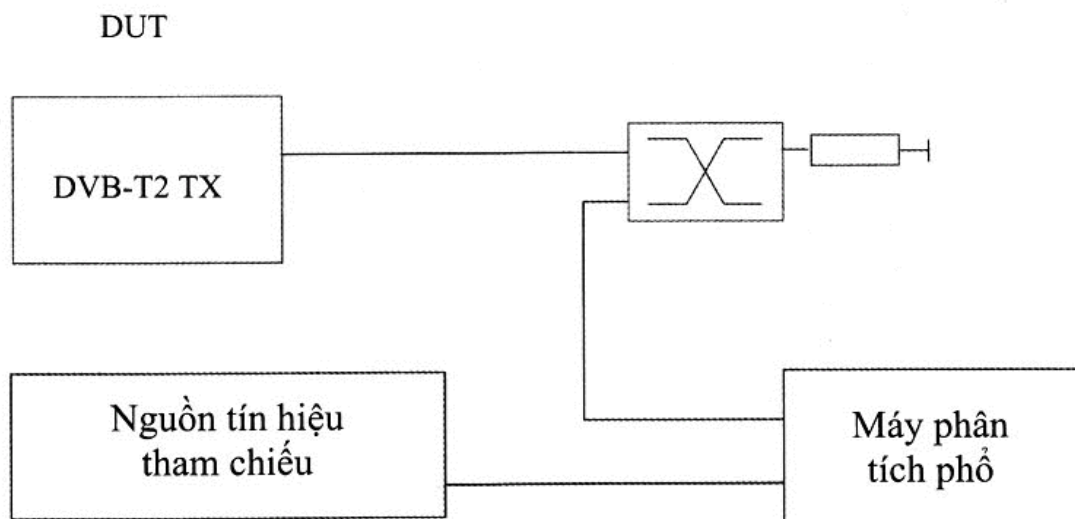 DUT
DVB-T2 TX
Nguồn tín hiệu
tham chiếu
Máy phân
tích phổ